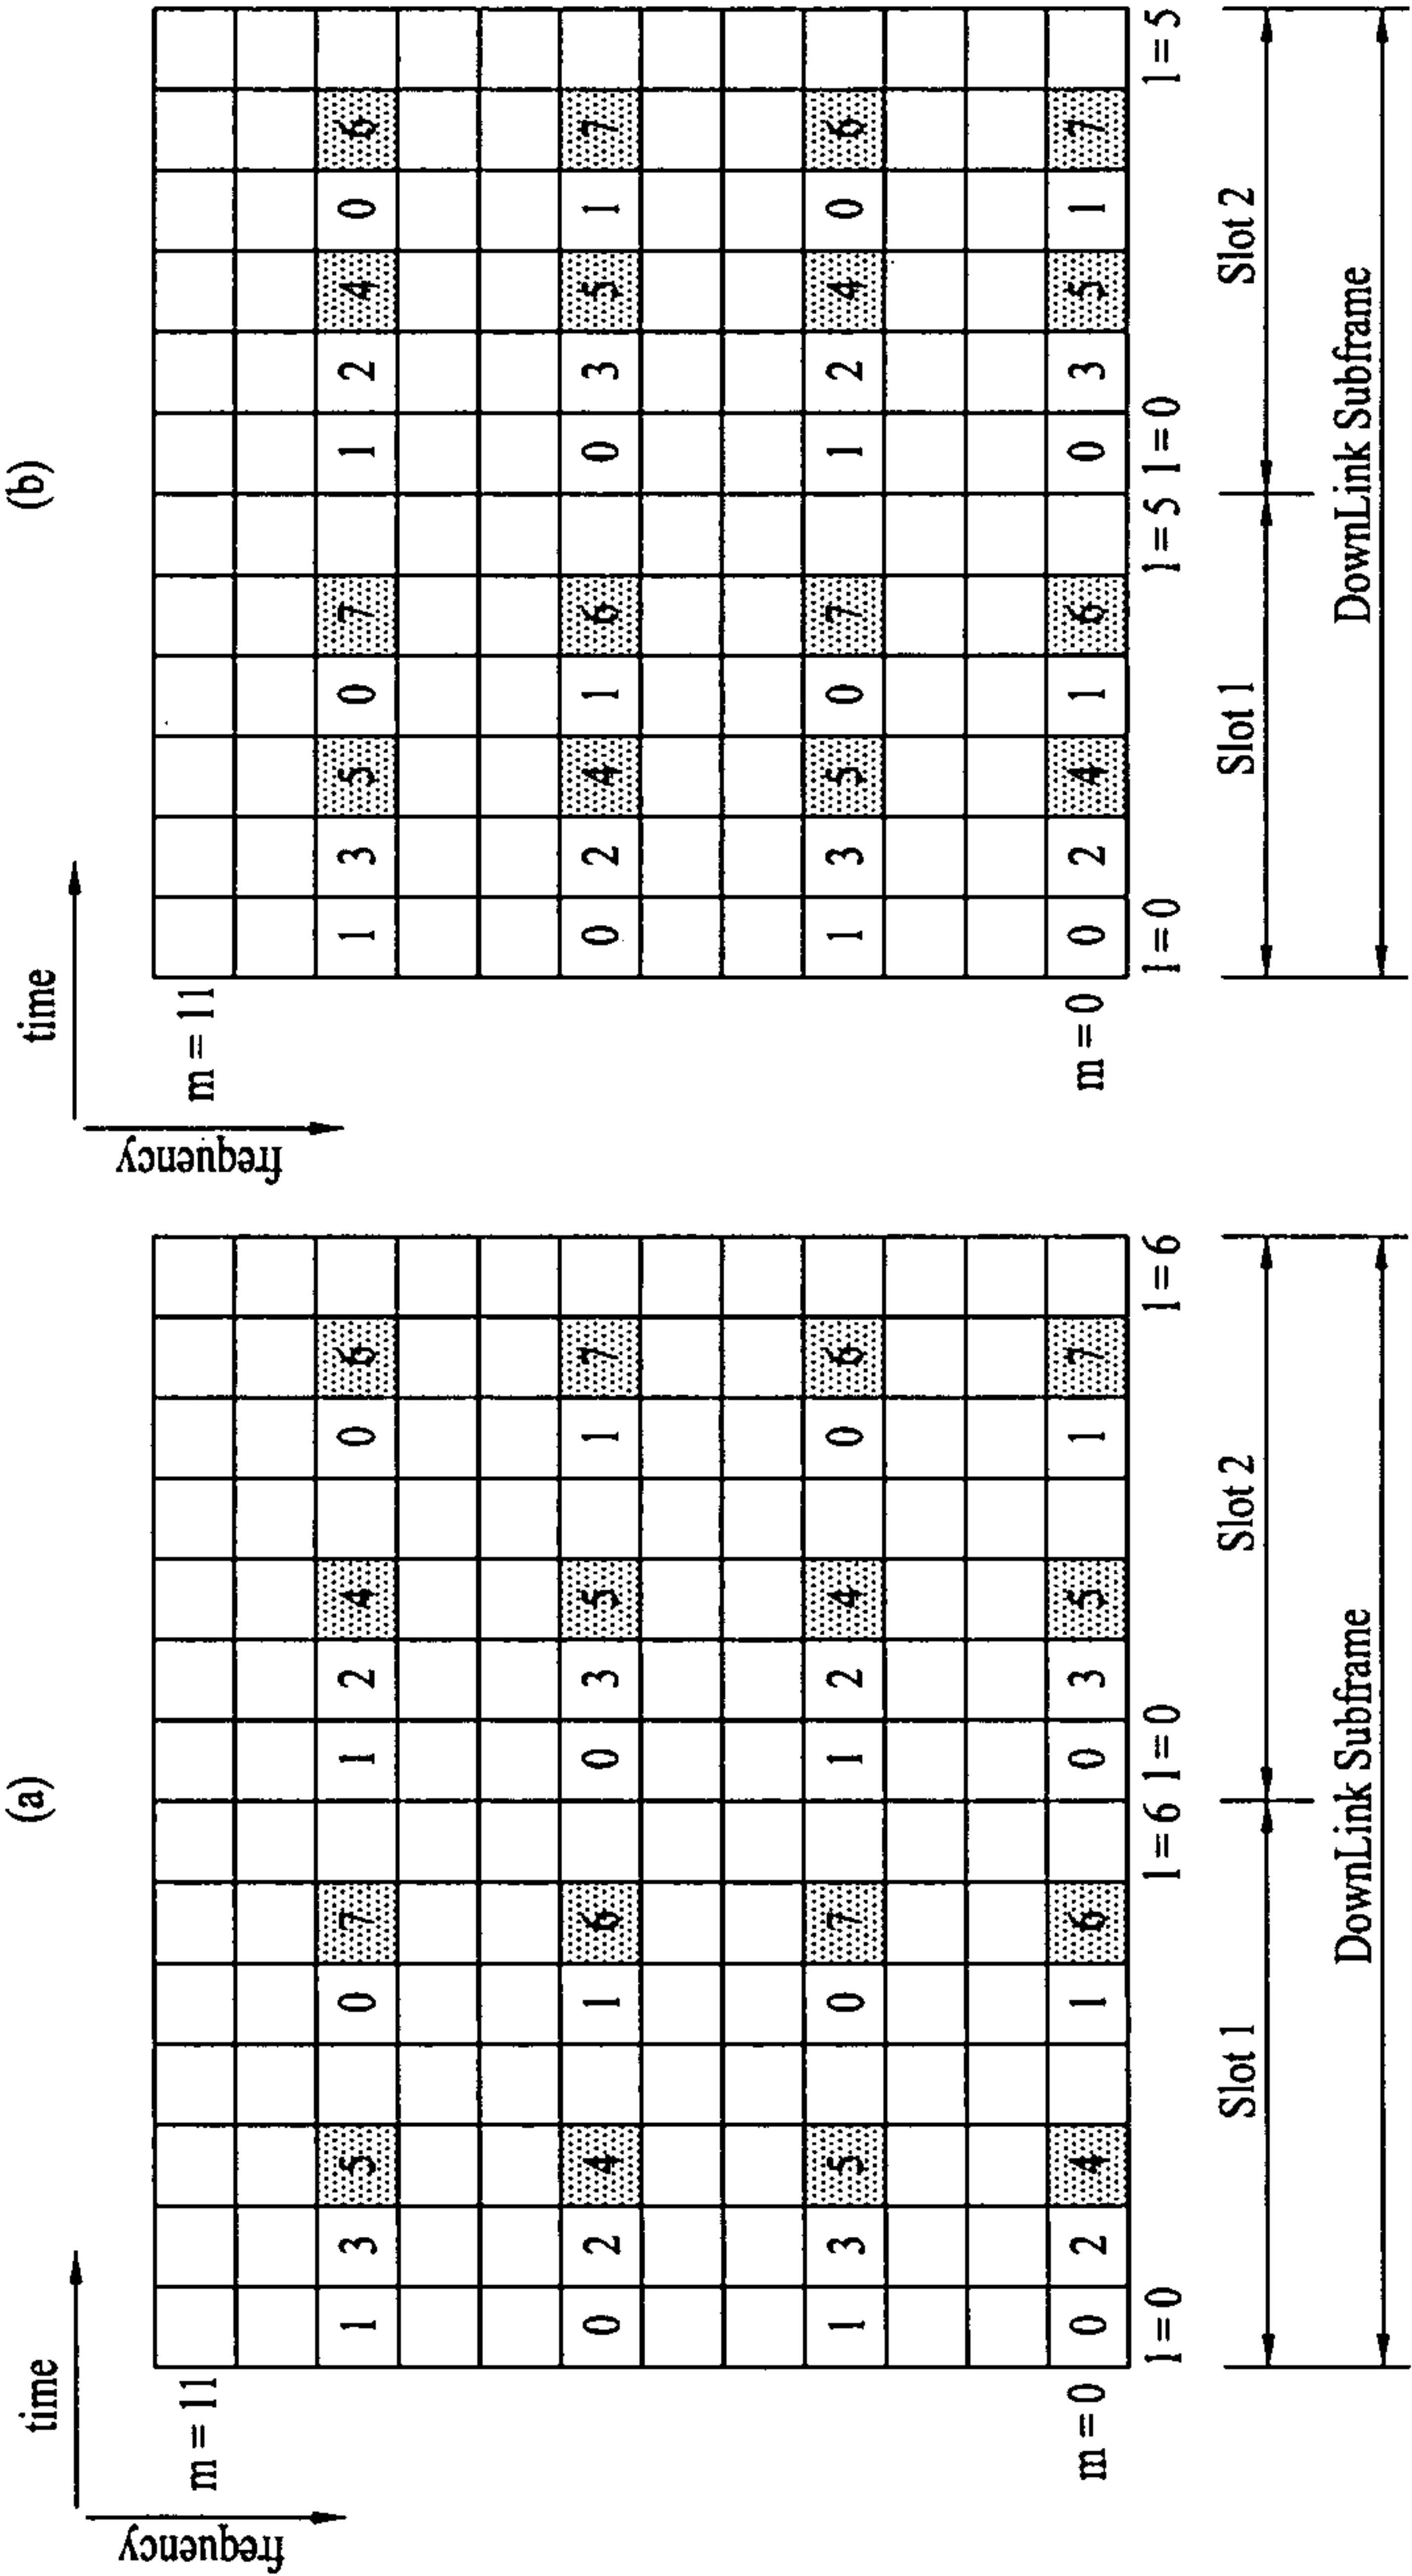 (a)
time
frequency
m = 11
1 3 5 0 7 1 2 4 0 6
0 2 4 1 6 0 3 5 1 7
1 3 5 0 7 1 2 4 0 6
m = 0
0 2 4 1 6 0 3 5 1 7
l = 0 l = 6 l = 0 l = 6
Slot 1 Slot 2
DownLink Subframe
(b)
time
frequency
m = 11
1 3 5 0 7 1 2 4 0 6
0 2 4 1 6 0 3 5 1 7
1 3 5 0 7 1 2 4 0 6
m = 0
0 2 4 1 6 0 3 5 1 7
l = 0 l = 5 l = 0 l = 5
Slot 1 Slot 2
DownLink Subframe